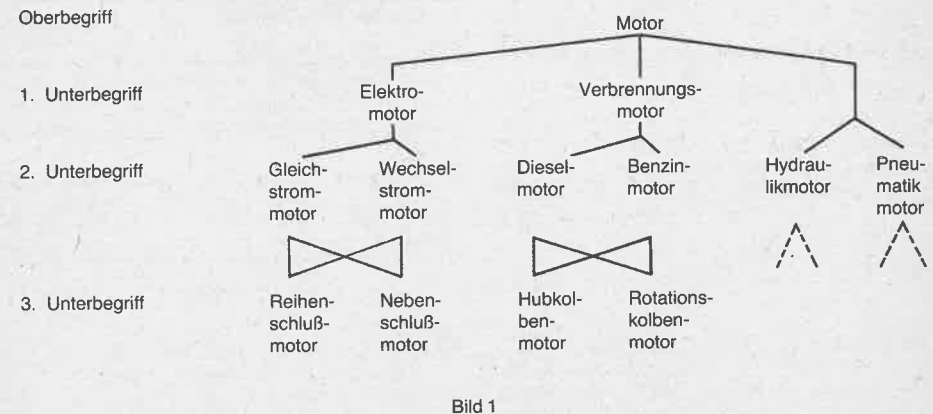 Oberbegriff
Motor
1. Unterbegriff
Elektro-
motor
Verbrennungs-
motor
2. Unterbegriff
Gleich-
strom-
motor
Wechsel-
strom-
motor
Diesel-
motor
Benzin-
motor
Hydrau-
likmotor
Pneu-
matik
motor
3. Unterbegriff
Reihen-
schluß-
motor
Neben-
schluß-
motor
Hubkol-
ben-
motor
Rotations-
kolben-
motor
Bild 1